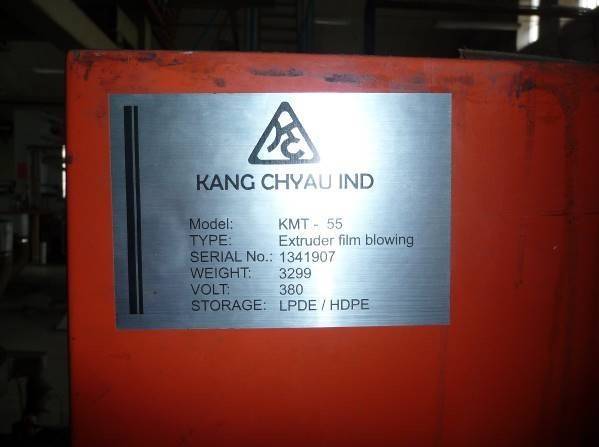 KC
KANG CHYAU IND
Model: KMT - 55
TYPE: Extruder film blowing
SERIAL No.: 1341907
WEIGHT: 3299
VOLT: 380
STORAGE: LPDE / HDPE